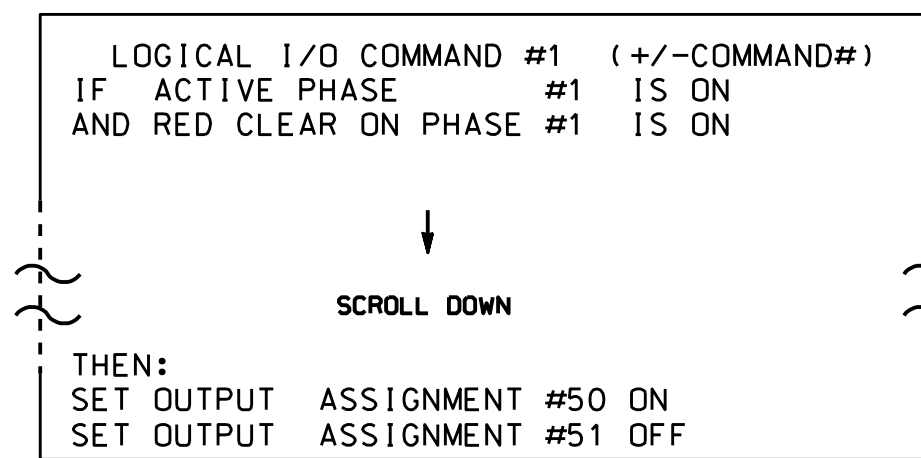 LOGICAL I/O COMMAND #1 (+/-COMMAND#)
IF ACTIVE PHASE #1 IS ON
AND RED CLEAR ON PHASE #1 IS ON
SCROLL DOWN
THEN:
SET OUTPUT ASSIGNMENT #50 ON
SET OUTPUT ASSIGNMENT #51 OFF